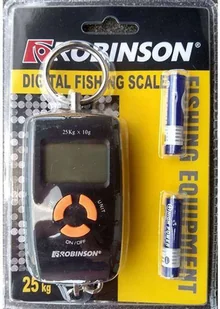 ROBINSON
DIGITAL FISHING SCALE
25Kg x 10g
UNIT
ON/OFF
ROBINSON
25 kg
FISHING EQUIPMENT